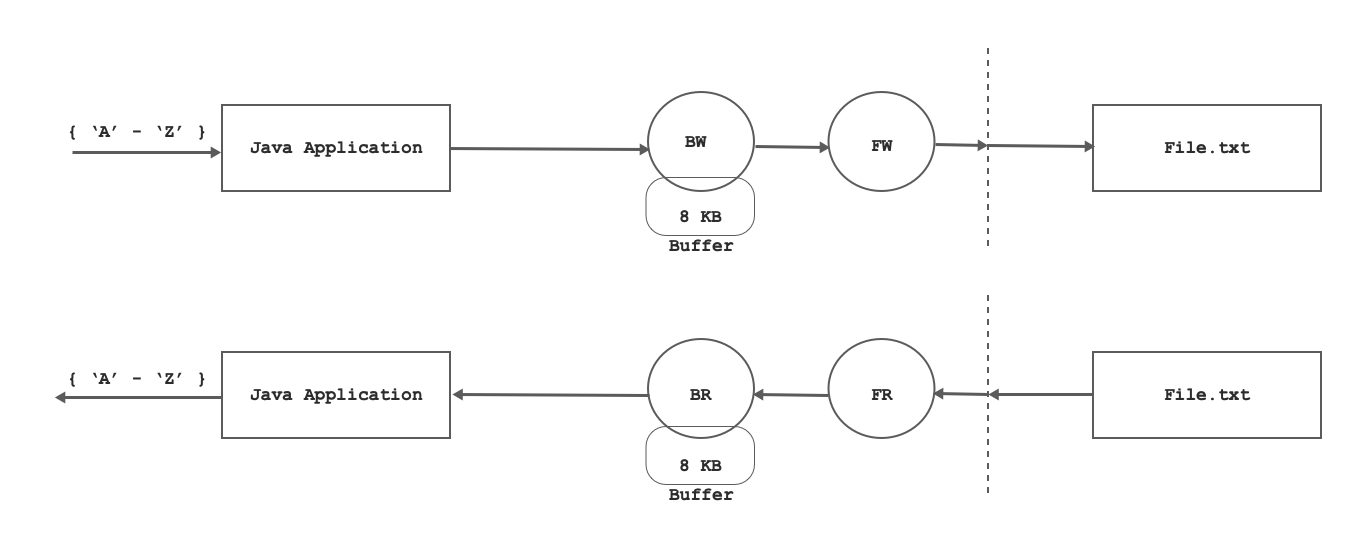 { ‘A’ - ‘Z’ }
Java Application
BW
FW
File.txt
8 KB
Buffer
{ ‘A’ - ‘Z’ }
Java Application
BR
FR
File.txt
8 KB
Buffer